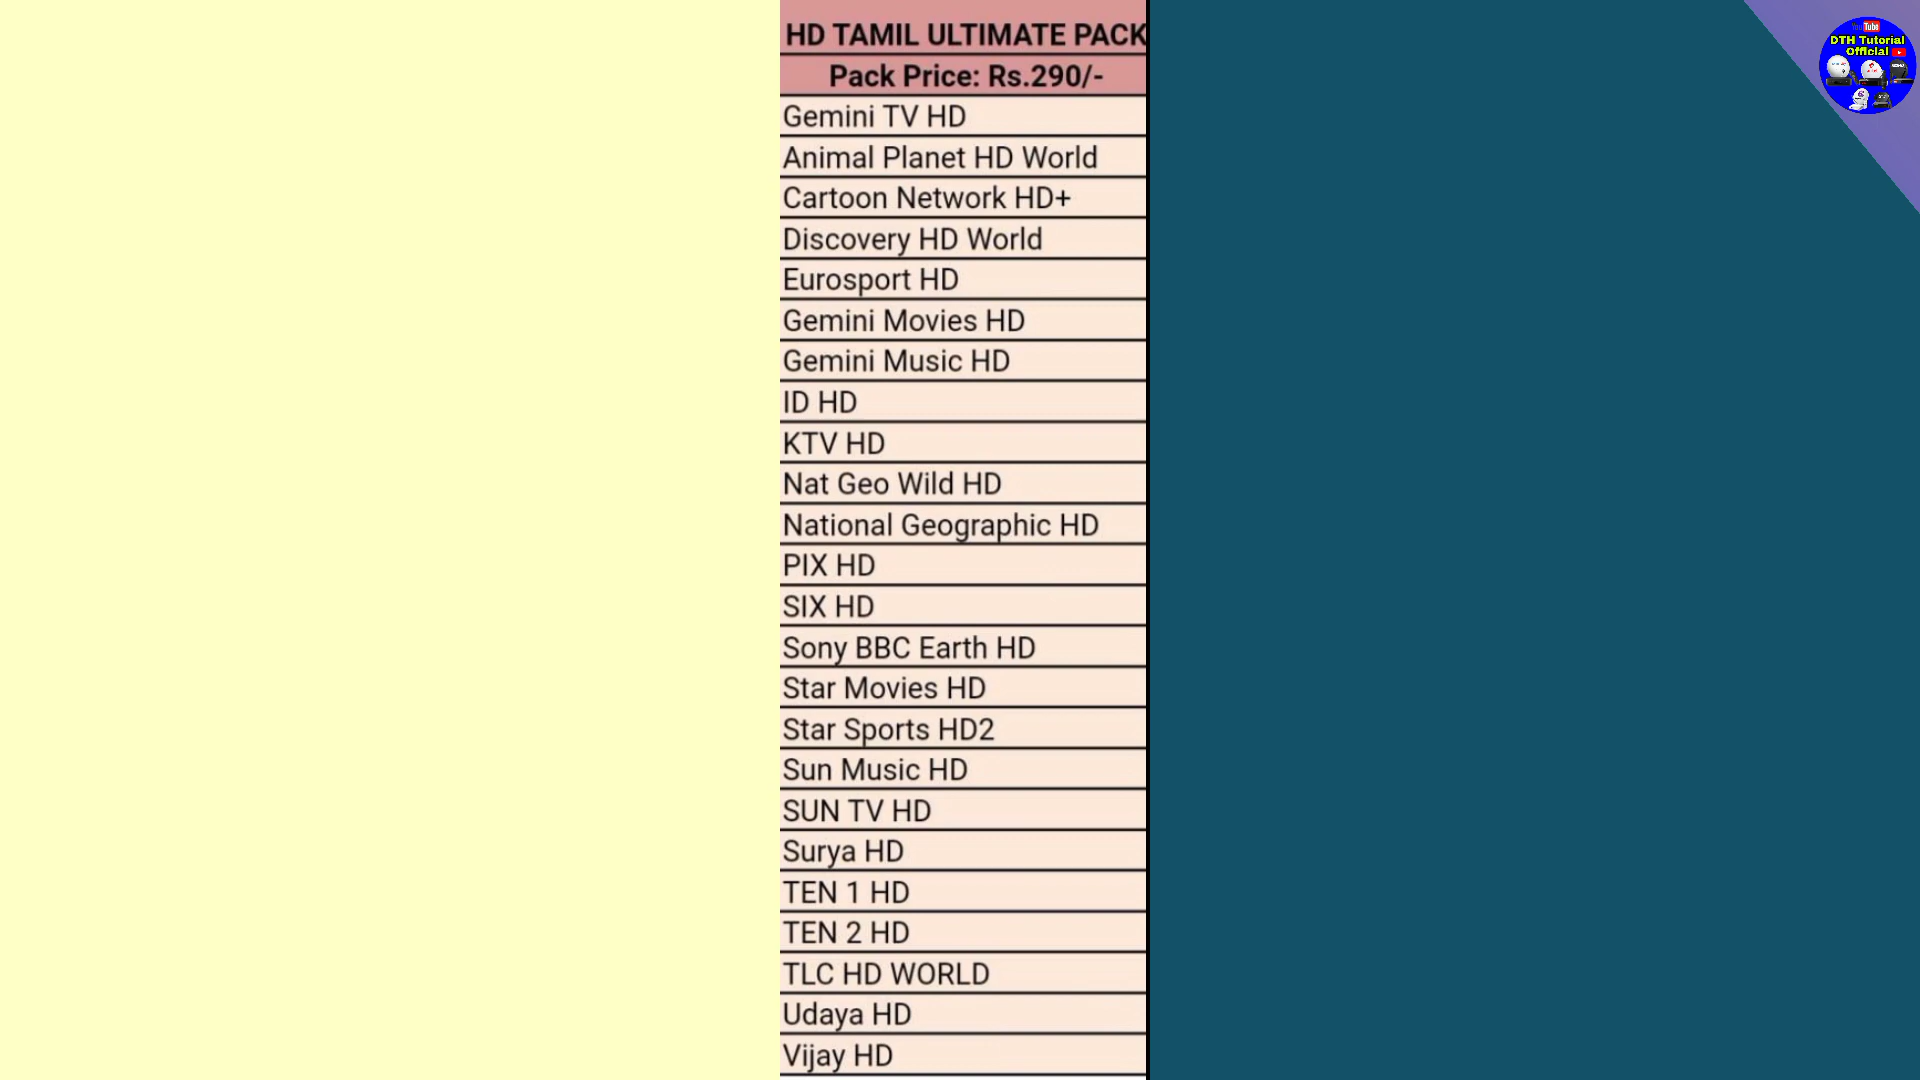 HD TAMIL ULTIMATE PACK
Pack Price: Rs.290/-
Gemini TV HD
Animal Planet HD World
Cartoon Network HD+
Discovery HD World
Eurosport HD
Gemini Movies HD
Gemini Music HD
ID HD
KTV HD
Nat Geo Wild HD
National Geographic HD
PIX HD
SIX HD
Sony BBC Earth HD
Star Movies HD
Star Sports HD2
Sun Music HD
SUN TV HD
Surya HD
TEN 1 HD
TEN 2 HD
TLC HD WORLD
Udaya HD
Vijay HD
You Tube
DTH Tutorial
Official